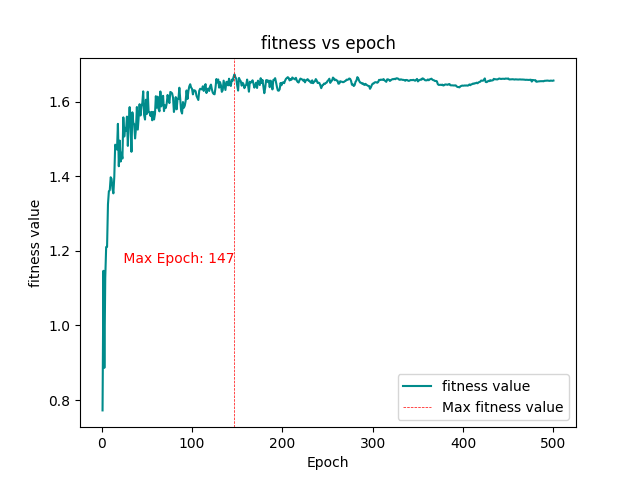 fitness vs epoch
fitness value
1.6
1.4
1.2
1.0
0.8
Max Epoch: 147
fitness value
Max fitness value
0
100
200
300
400
500
Epoch